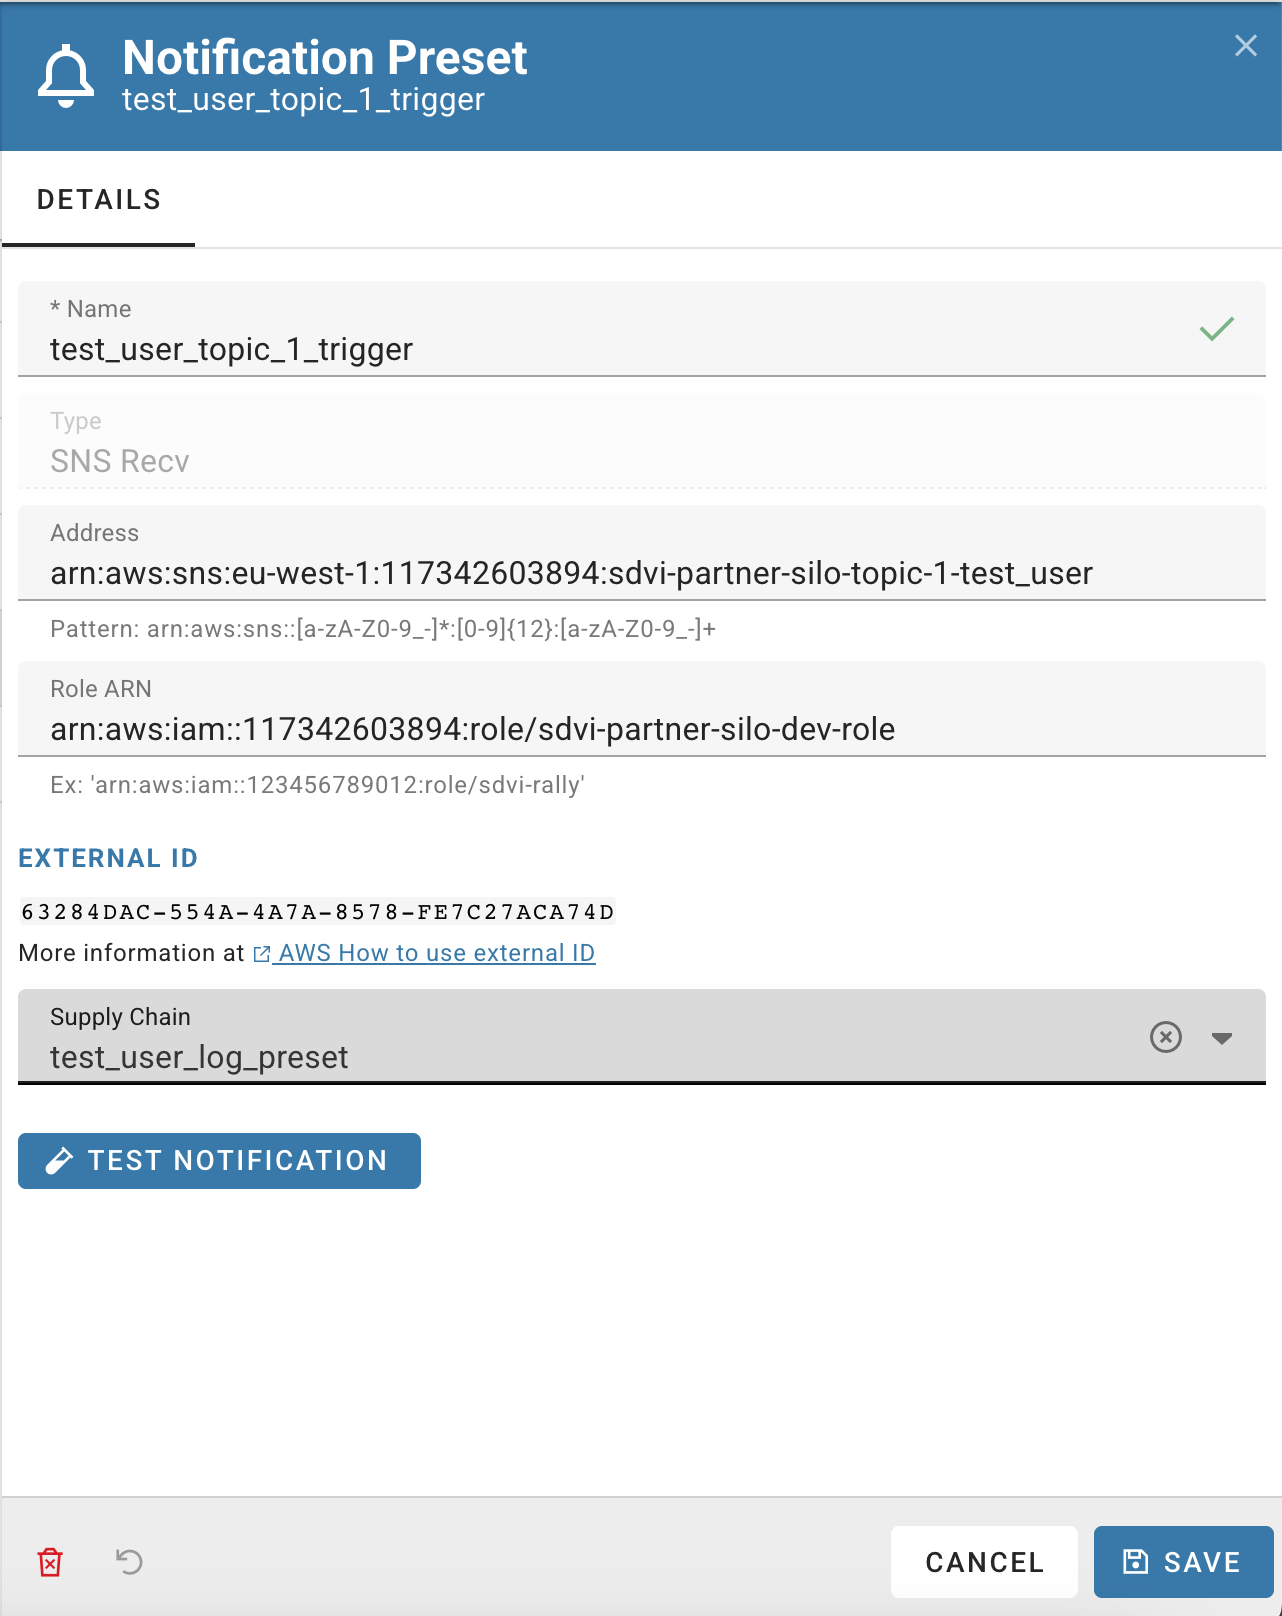 Notification Preset
test_user_topic_1_trigger
DETAILS
* Name
test_user_topic_1_trigger
Type
SNS Recv
Address
arn:aws:sns:eu-west-1:117342603894:sdvi-partner-silo-topic-1-test_user
Pattern: arn:aws:sns::[a-zA-Z0-9_-]*:[0-9]{12}:[a-zA-Z0-9_-]+
Role ARN
arn:aws:iam::117342603894:role/sdvi-partner-silo-dev-role
Ex: 'arn:aws:iam::123456789012:role/sdvi-rally'
EXTERNAL ID
63284DAC-554A-4A7A-8578-FE7C27ACA74D
More information at AWS How to use external ID
Supply Chain
test_user_log_preset
TEST NOTIFICATION
CANCEL
SAVE